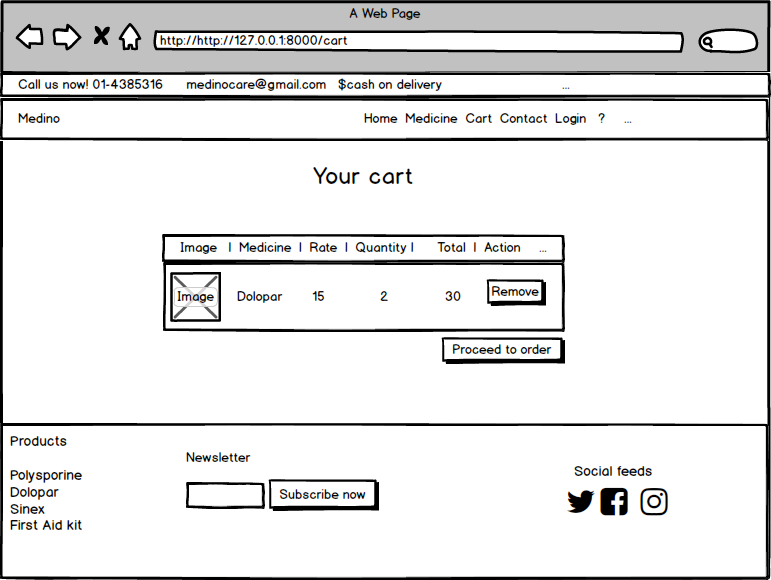 A Web Page
http://http://127.0.0.1:8000/cart
Call us now! 01-4385316 medinocare@gmail.com $cash on delivery ...
Medino Home Medicine Cart Contact Login ? ...
Your cart
Image | Medicine | Rate | Quantity | Total | Action ...
Image Dolopar 15 2 30 Remove
Proceed to order
Products
Polysporine
Dolopar
Sinex
First Aid kit
Newsletter
Subscribe now
Social feeds